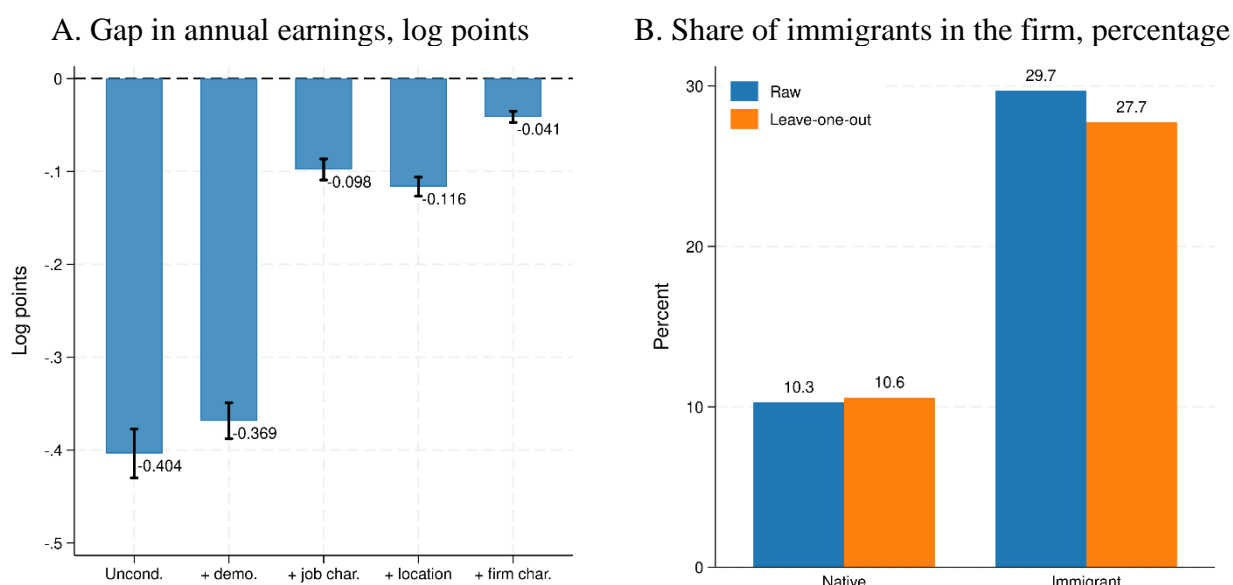 A. Gap in annual earnings, log points
0
-.1
-.2
-.3
-.4
-.5
Log points
-0.404
-0.369
-0.098
-0.116
-0.041
Uncond.
+ demo.
+ job char.
+ location
+ firm char.
B. Share of immigrants in the firm, percentage
30
20
10
0
Percent
Raw
Leave-one-out
10.3
10.6
29.7
27.7
Native
Immigrant